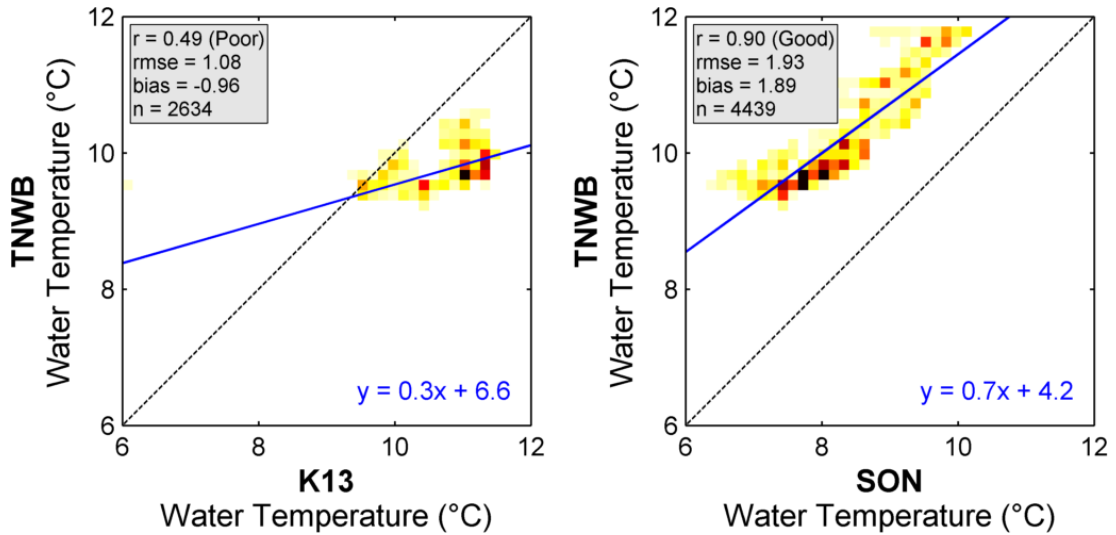 12
10
8
6
TNWB
Water Temperature (°C)
r = 0.49 (Poor)
rmse = 1.08
bias = -0.96
n = 2634
y = 0.3x + 6.6
6 8 10 12
K13
Water Temperature (°C)
12
10
8
6
TNWB
Water Temperature (°C)
r = 0.90 (Good)
rmse = 1.93
bias = 1.89
n = 4439
y = 0.7x + 4.2
6 8 10 12
SON
Water Temperature (°C)